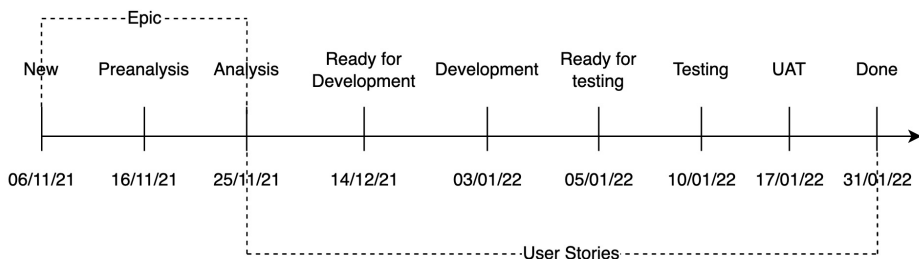 Epic
New
Preanalysis
Analysis
Ready for
Development
Development
Ready for
testing
Testing
UAT
Done
06/11/21
16/11/21
25/11/21
14/12/21
03/01/22
05/01/22
10/01/22
17/01/22
31/01/22
User Stories